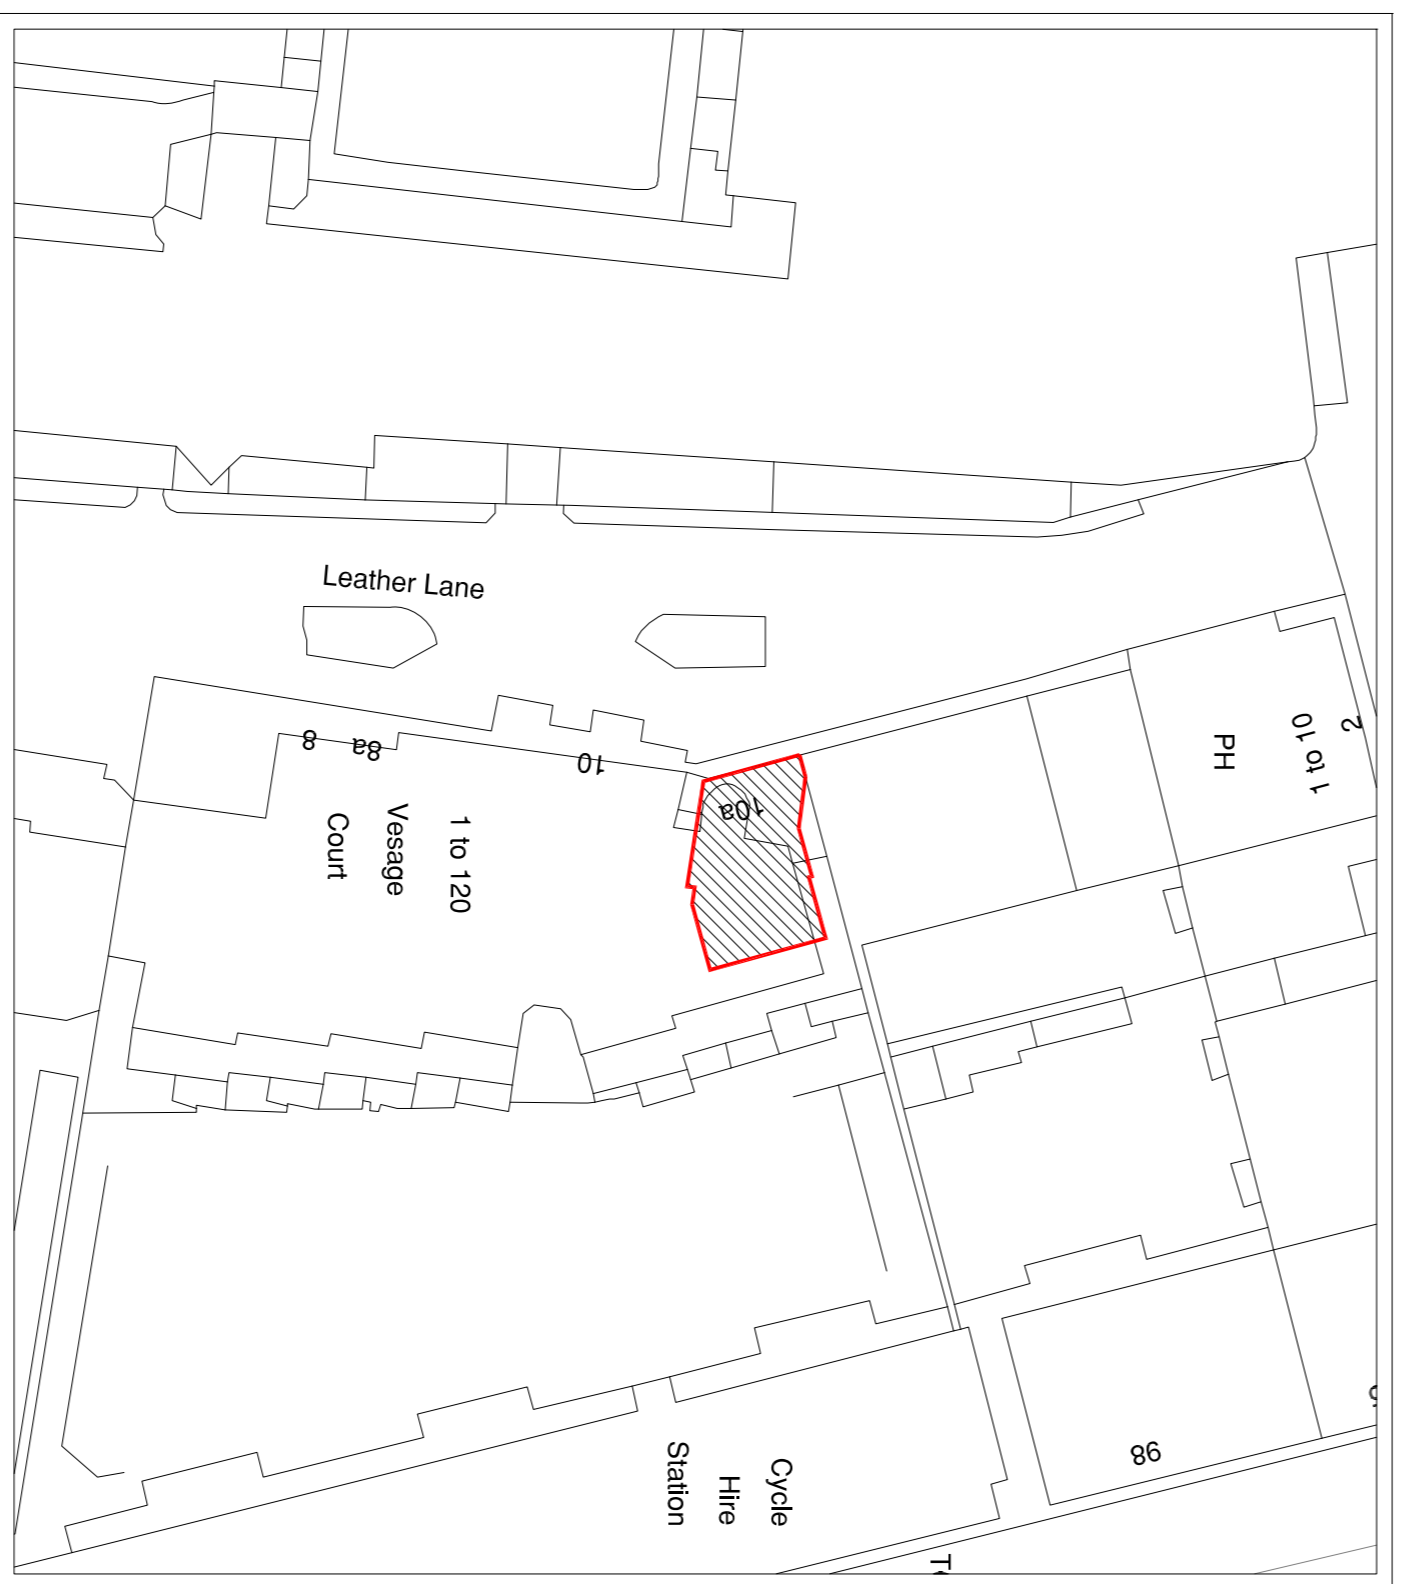 Leather Lane
8
8a
10
10a
1 to 120
Vesage
Court
PH
1 to 10
2
86
Cycle
Hire
Station